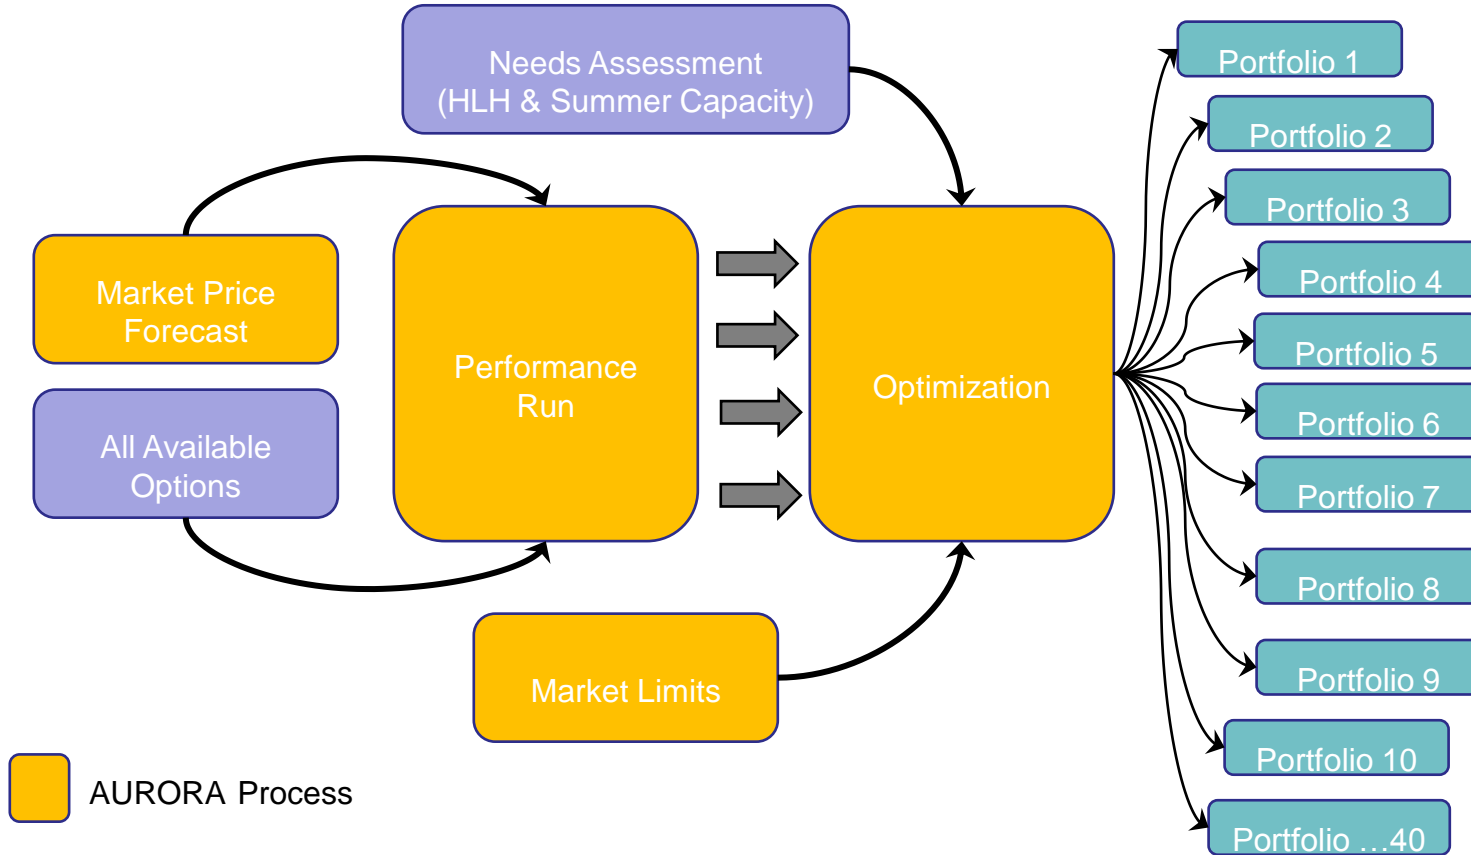 Needs Assessment
(HLH & Summer Capacity)
Market Price
Forecast
All Available
Options
Performance
Run
Optimization
Market Limits
AURORA Process
Portfolio 1
Portfolio 2
Portfolio 3
Portfolio 4
Portfolio 5
Portfolio 6
Portfolio 7
Portfolio 8
Portfolio 9
Portfolio 10
Portfolio …40